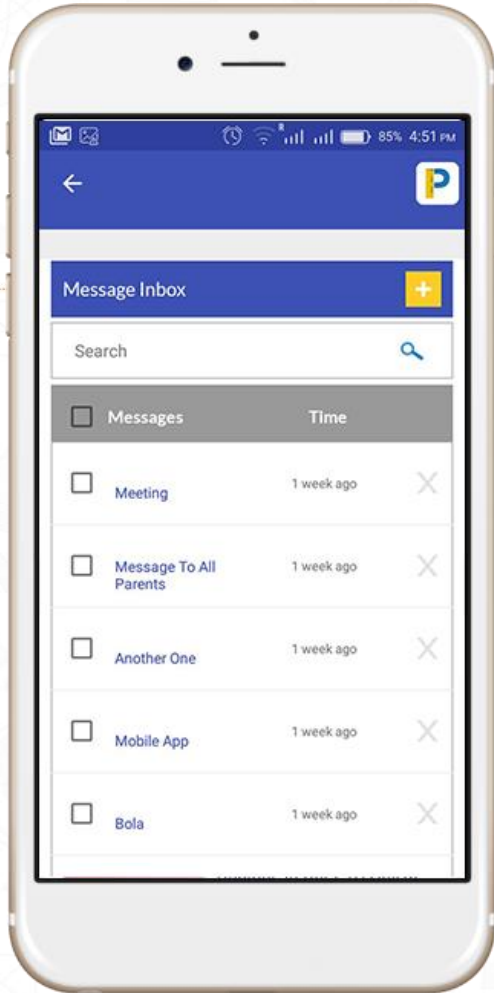 85% 4:51 PM
P
Message Inbox
+
Search
Messages Time
Meeting 1 week ago X
Message To All
Parents 1 week ago X
Another One 1 week ago X
Mobile App 1 week ago X
Bola 1 week ago X